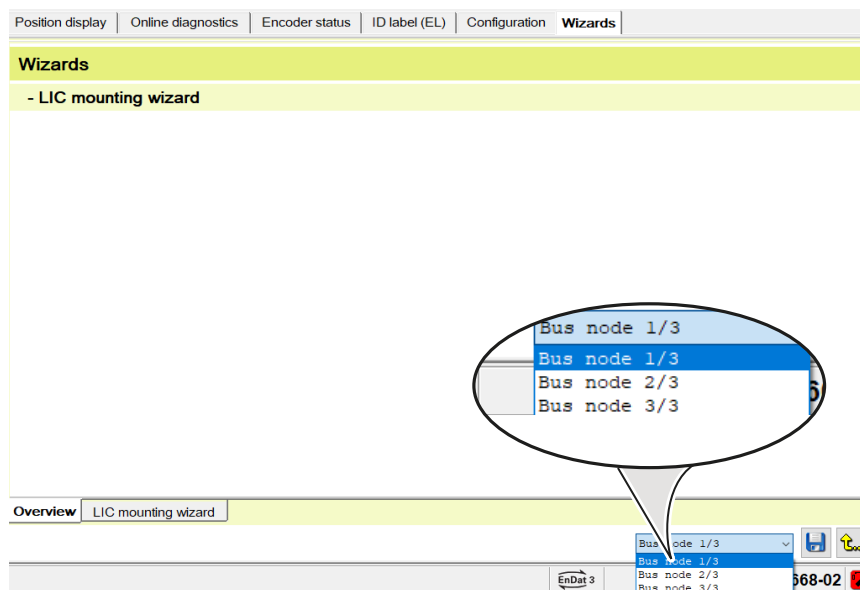 Position display Online diagnostics Encoder status ID label (EL) Configuration Wizards
Wizards
- LIC mounting wizard
Bus node 1/3
Bus node 1/3
Bus node 2/3
Bus node 3/3
Overview LIC mounting wizard
Bus node 1/3
Bus node 1/3
EnDat 3 Bus node 2/3 668-02
Bus node 3/3